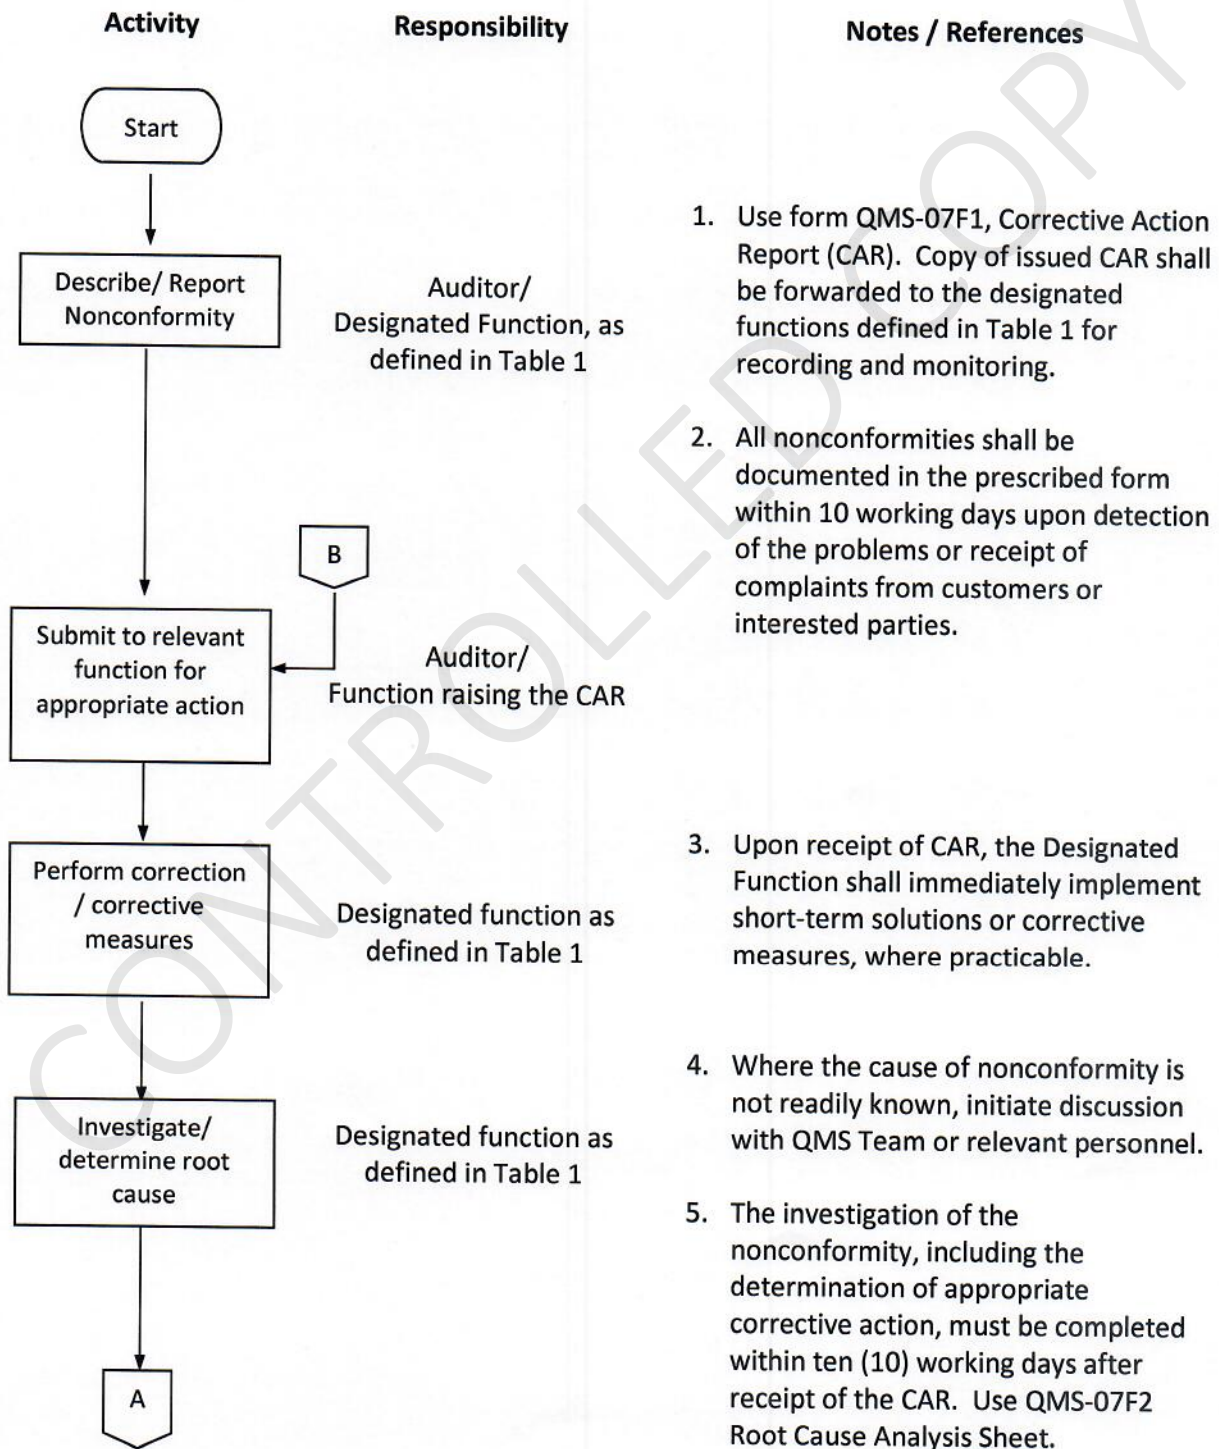 Activity
Responsibility
Notes / References
Start
Describe/ Report
Nonconformity
Auditor/
Designated Function, as
defined in Table 1
1. Use form QMS-07F1, Corrective Action
Report (CAR). Copy of issued CAR shall
be forwarded to the designated
functions defined in Table 1 for
recording and monitoring.
2. All nonconformities shall be
documented in the prescribed form
within 10 working days upon detection
of the problems or receipt of
complaints from customers or
interested parties.
B
Submit to relevant
function for
appropriate action
Auditor/
Function raising the CAR
Perform correction
/ corrective
measures
Designated function as
defined in Table 1
3. Upon receipt of CAR, the Designated
Function shall immediately implement
short-term solutions or corrective
measures, where practicable.
Investigate/
determine root
cause
Designated function as
defined in Table 1
4. Where the cause of nonconformity is
not readily known, initiate discussion
with QMS Team or relevant personnel.
5. The investigation of the
nonconformity, including the
determination of appropriate
corrective action, must be completed
within ten (10) working days after
receipt of the CAR. Use QMS-07F2
Root Cause Analysis Sheet.
A
CONTROLLED COPY